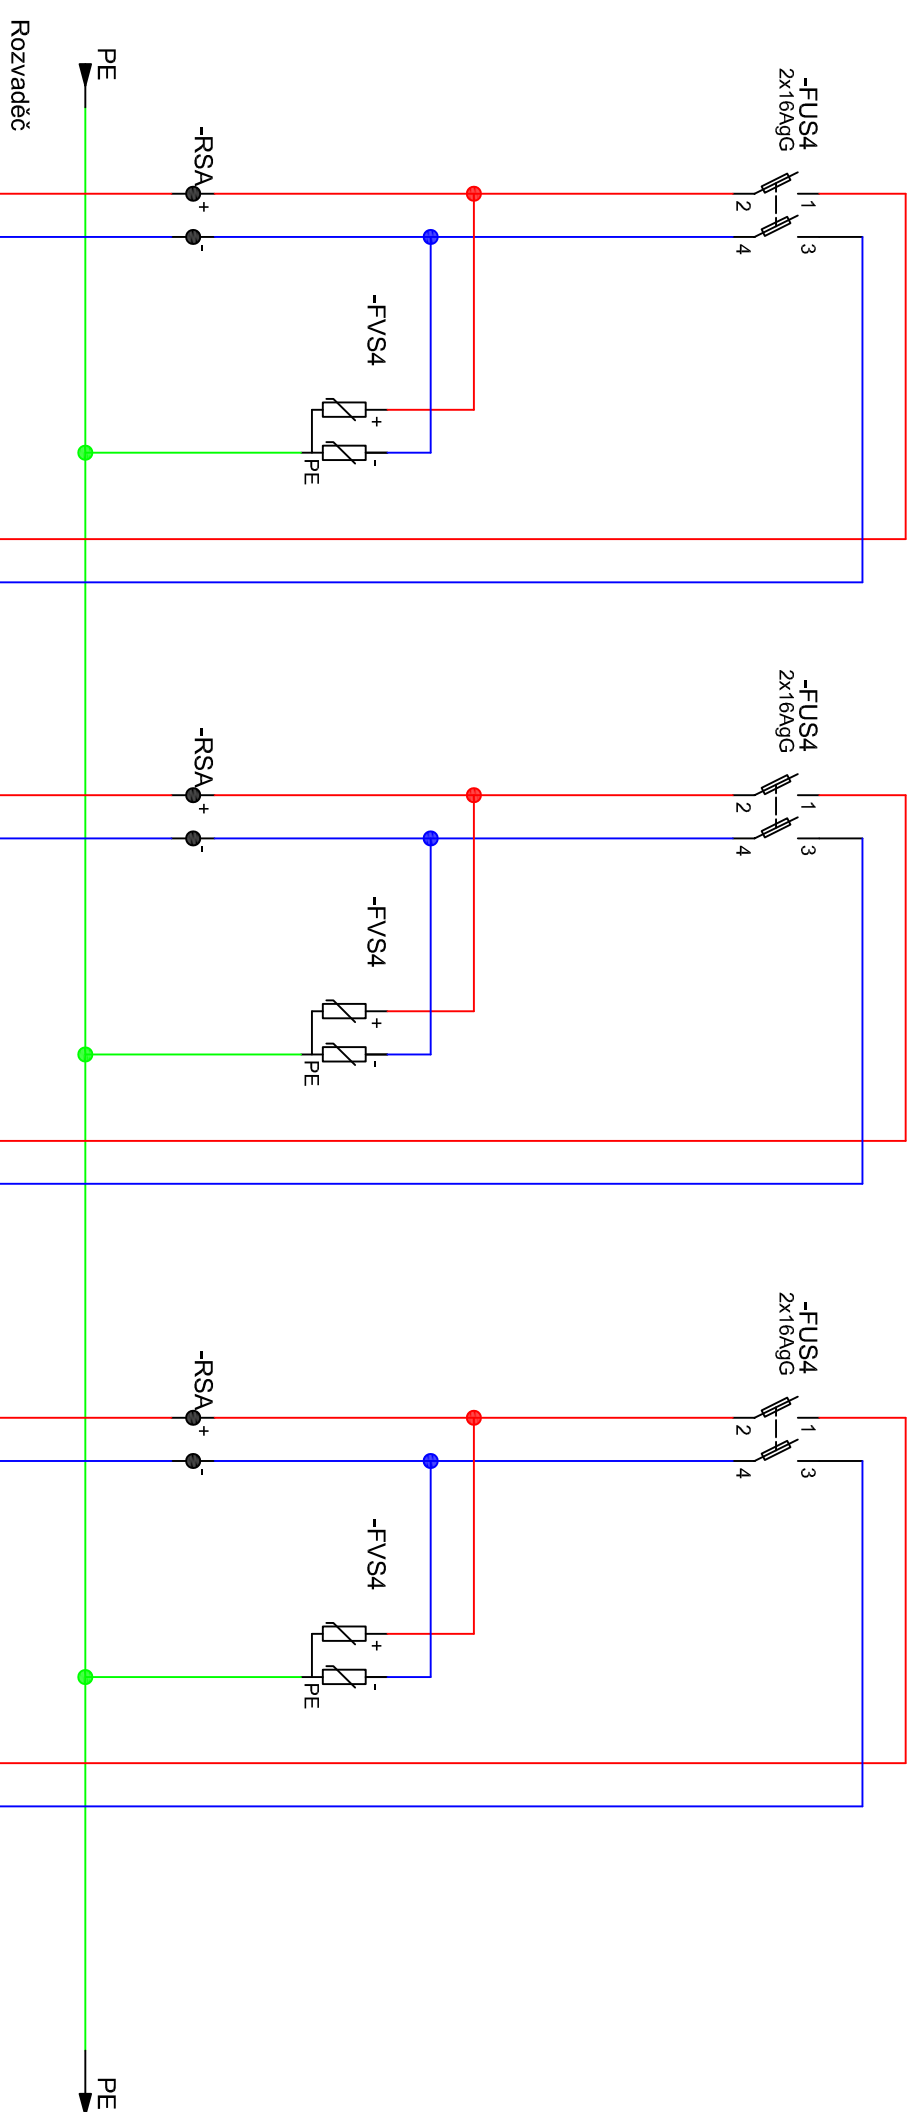 Rozvaděč
PE
-RSA
+
-
-FVS4
+
-
PE
-FUS4
2x16AgG
1
2
3
4
-RSA
+
-
-FVS4
+
-
PE
-FUS4
2x16AgG
1
2
3
4
-RSA
+
-
-FVS4
+
-
PE
-FUS4
2x16AgG
1
2
3
4
PE